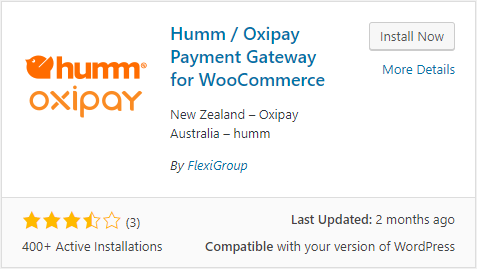 humm®
oxipay
Humm / Oxipay
Payment Gateway
for WooCommerce
New Zealand – Oxipay
Australia – humm
By FlexiGroup
Install Now
More Details
(3)
400+ Active Installations
Last Updated: 2 months ago
Compatible with your version of WordPress